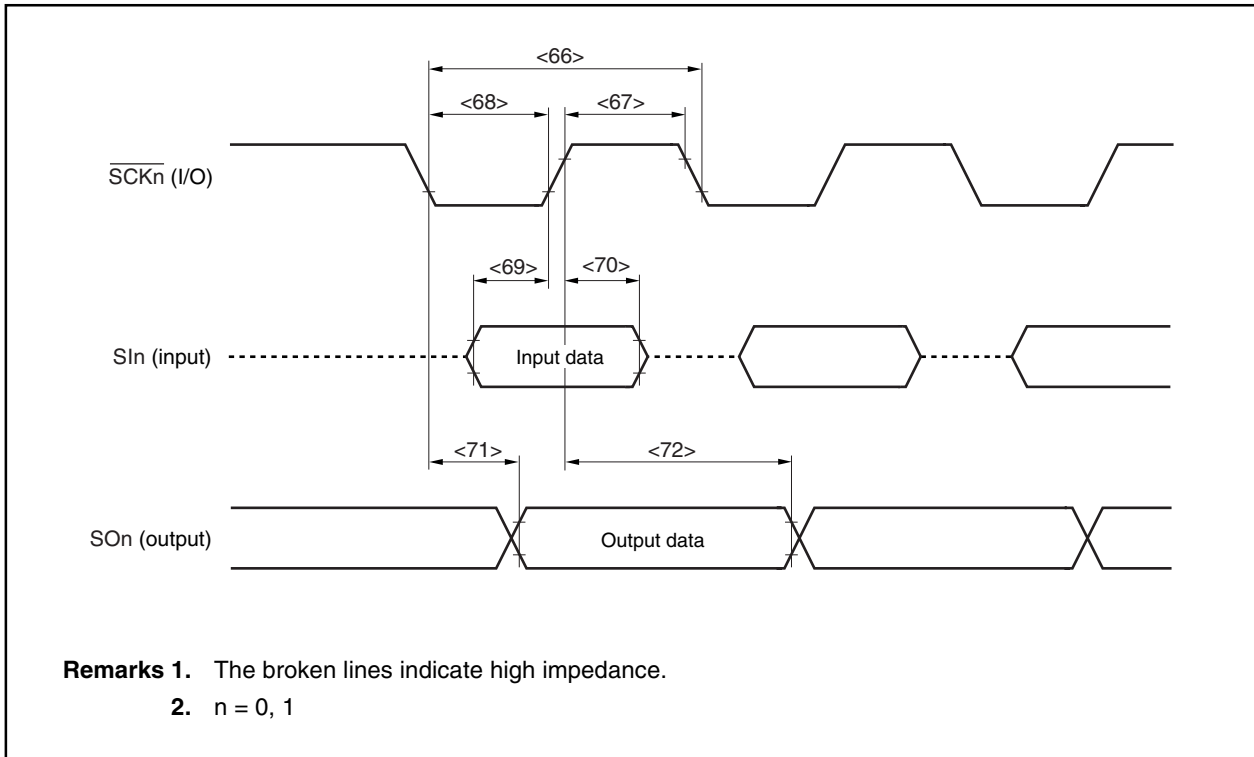 <66>
<68> <67>
SCKn (I/O)
<69> <70>
SIn (input)
Input data
<71> <72>
SOn (output)
Output data
Remarks 1. The broken lines indicate high impedance.
2. n = 0, 1